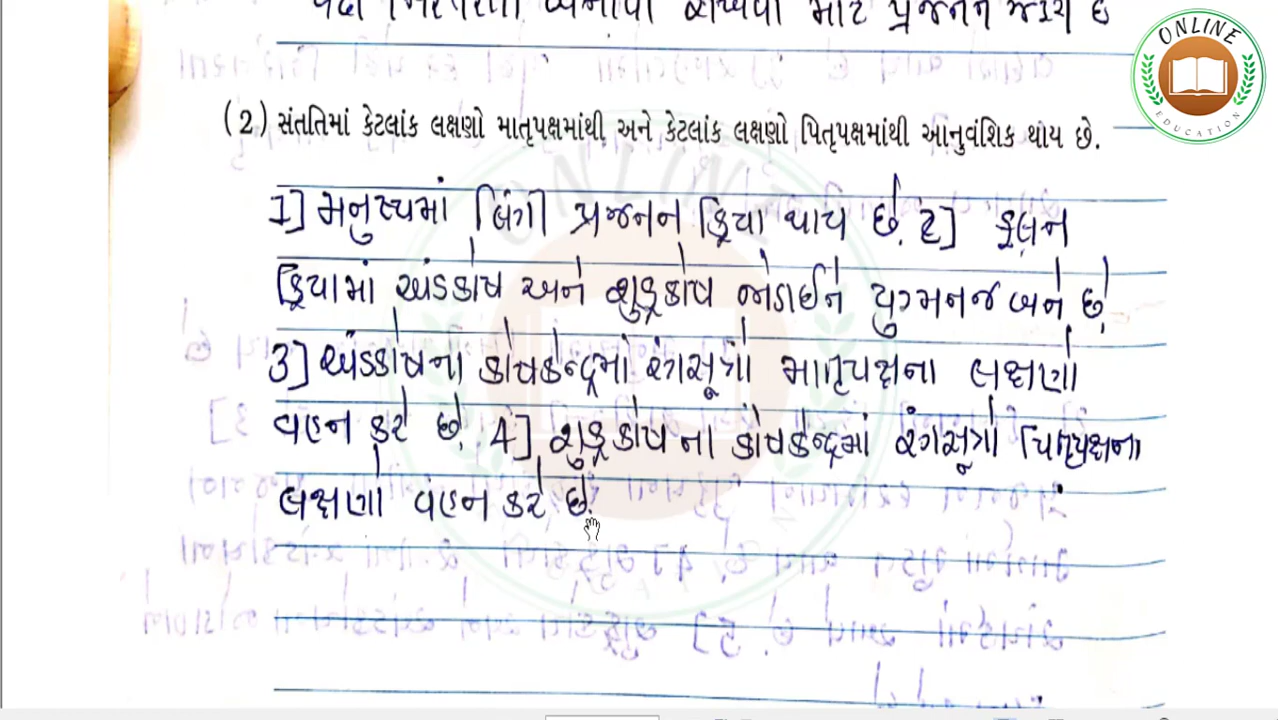 માટે પ્રજનન જરૂરી છે
ONLINE
EDUCATION
(2) સંતતિમાં કેટલાંક લક્ષણો માતૃપક્ષમાંથી અને કેટલાંક લક્ષણો પિતૃપક્ષમાંથી આનુવંશિક થાય છે.
1] મનુષ્યમાં લિંગી પ્રજનન ક્રિયા થાય છે. 2] ફલન
ક્રિયામાં અંડકોષ અને શુક્રકોષ જોડાઈને યુગ્મનજ બને છે.
3] અંડકોષના કોષકેન્દ્રમાં રંગસૂત્રો માતૃપક્ષના લક્ષણો
વહન કરે છે. 4] શુક્રકોષ ના કોષકેન્દ્રમાં રંગસૂત્રો પિતૃપક્ષના
લક્ષણો વહન કરે છે.